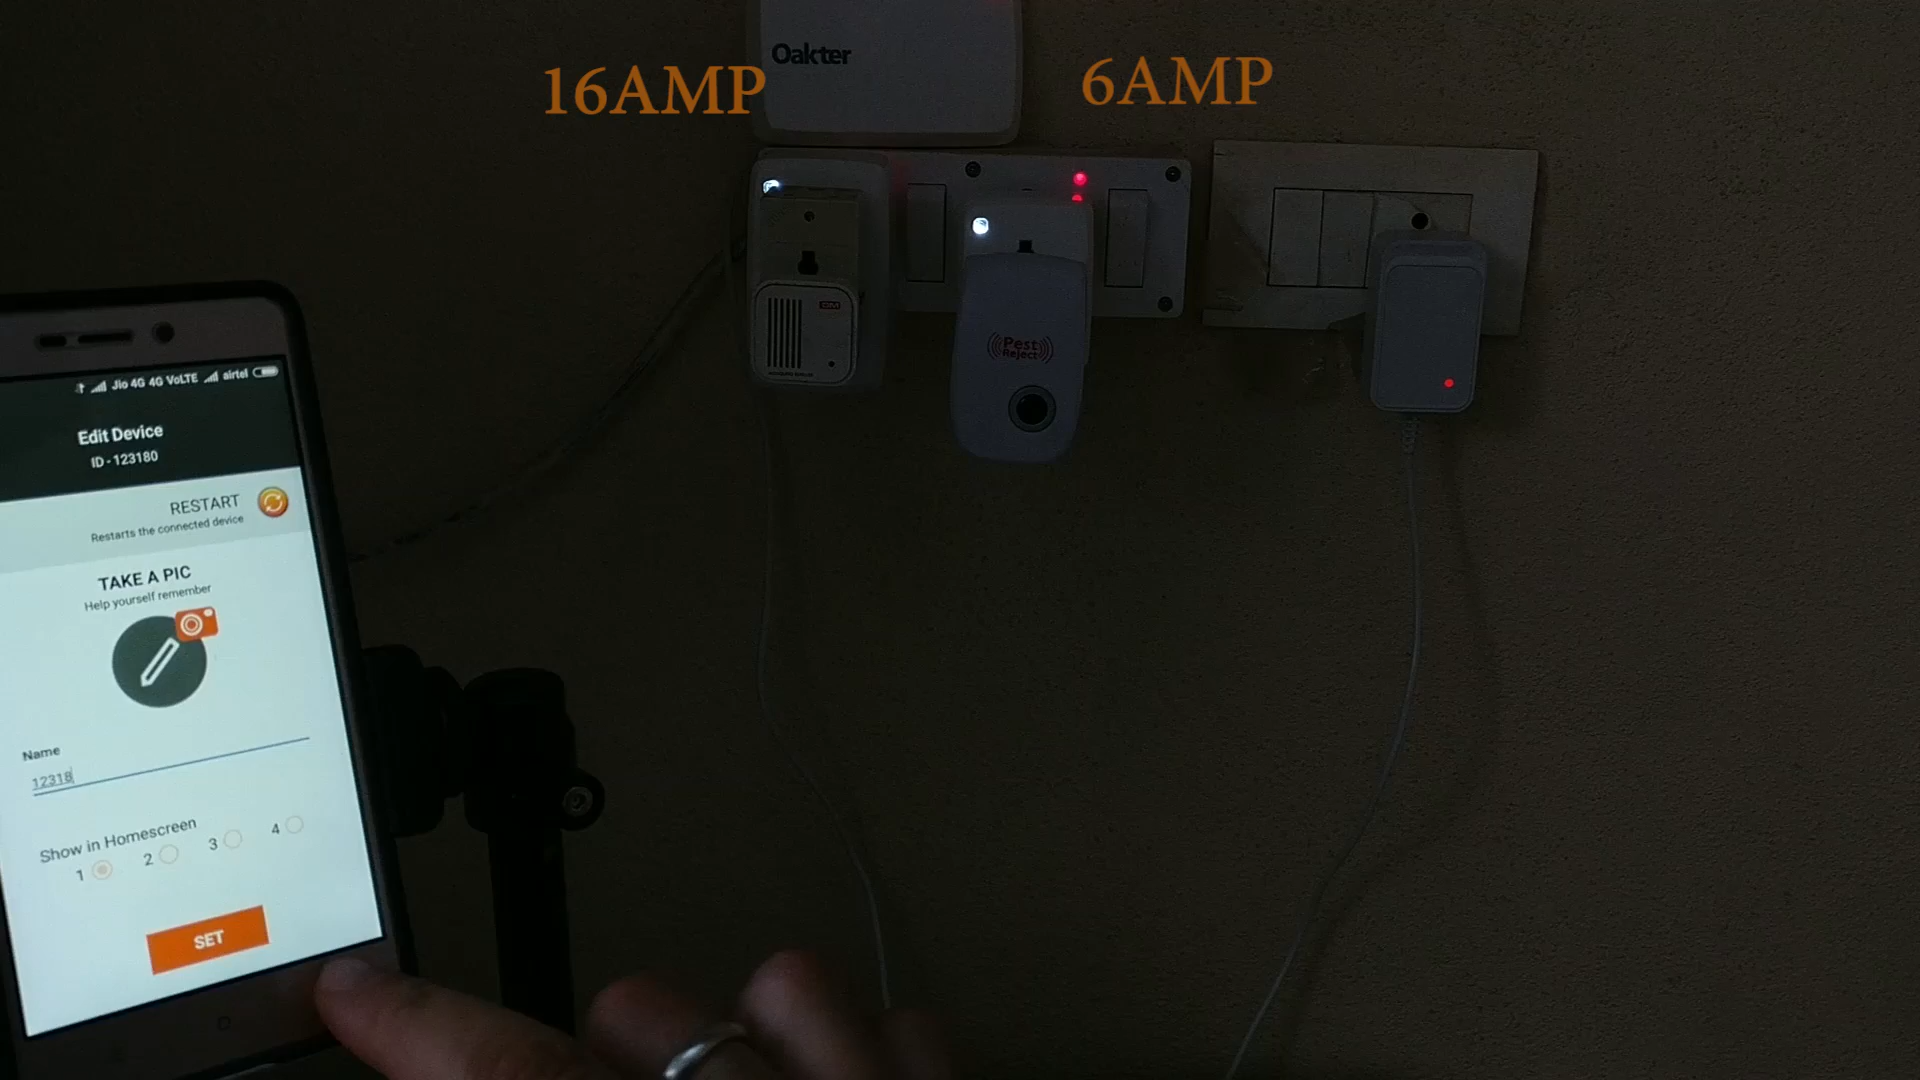 Oakter
16AMP
6AMP
Pest
Reject
Jio 4G 4G VoLTE airtel
Edit Device
ID - 123180
RESTART
Restarts the connected device
TAKE A PIC
Help yourself remember
Name
12318
Show in Homescreen
1 2 3 4
SET